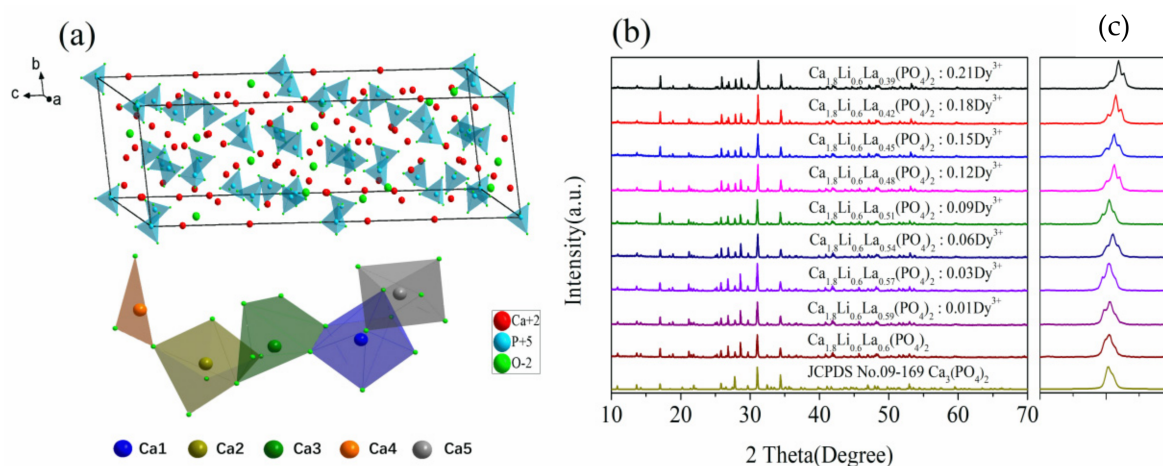 (a)
b
c
a
Ca+2
P+5
O-2
Ca1 Ca2 Ca3 Ca4 Ca5
(b)
(c)
Ca1.8Li0.6La0.39(PO4)2 : 0.21Dy3+
Ca1.8Li0.6La0.42(PO4)2 : 0.18Dy3+
Ca1.8Li0.6La0.45(PO4)2 : 0.15Dy3+
Ca1.8Li0.6La0.48(PO4)2 : 0.12Dy3+
Ca1.8Li0.6La0.51(PO4)2 : 0.09Dy3+
Ca1.8Li0.6La0.54(PO4)2 : 0.06Dy3+
Ca1.8Li0.6La0.57(PO4)2 : 0.03Dy3+
Ca1.8Li0.6La0.59(PO4)2 : 0.01Dy3+
Ca1.8Li0.6La0.6(PO4)2
JCPDS No.09-169 Ca3(PO4)2
Intensity(a.u.)
10 20 30 40 50 60 70
2 Theta(Degree)